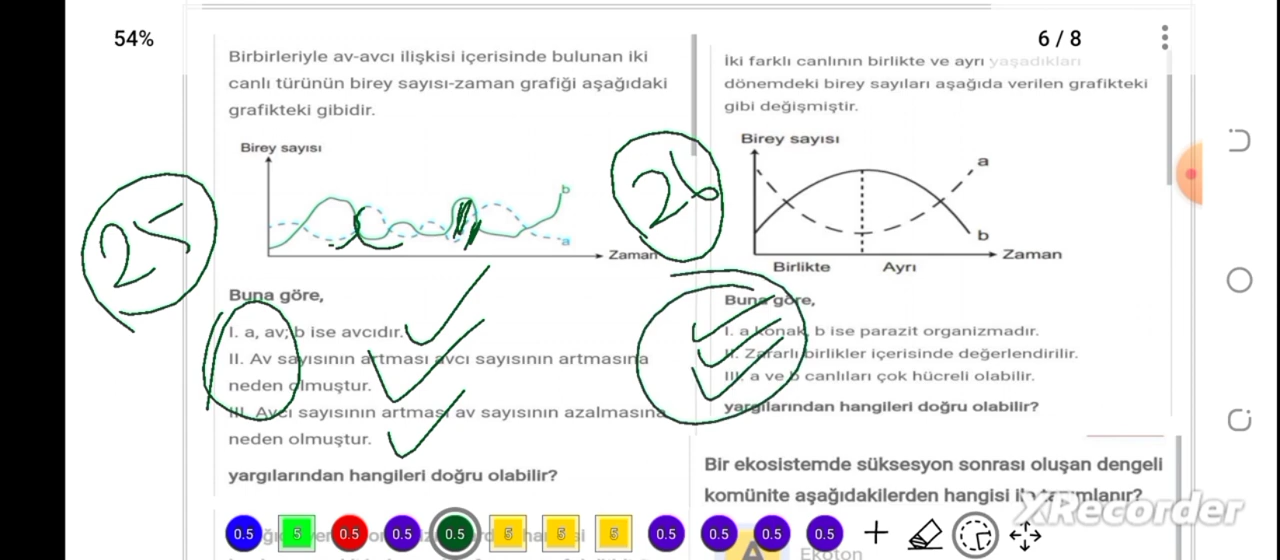 54%
6 / 8
Birbirleriyle av-avcı ilişkisi içerisinde bulunan iki
canlı türünün birey sayısı-zaman grafiği aşağıdaki
grafikteki gibidir.
Birey sayısı
b
a
Zaman
25
Buna göre,
I. a, av; b ise avcıdır.
II. Av sayısının artması avcı sayısının artmasına
neden olmuştur.
III. Avcı sayısının artması av sayısının azalmasına
neden olmuştur.
yargılarından hangileri doğru olabilir?
İki farklı canlının birlikte ve ayrı yaşadıkları
dönemdeki birey sayıları aşağıda verilen grafikteki
gibi değişmiştir.
Birey sayısı
a
b
Zaman
Birlikte Ayrı
26
Buna göre,
I. a konak, b ise parazit organizmadır.
II. Zararlı birlikler içerisinde değerlendirilir.
III. a ve b canlıları çok hücreli olabilir.
yargılarından hangileri doğru olabilir?
Bir ekosistemde süksesyon sonrası oluşan dengeli
komünite aşağıdakilerden hangisi ile tanımlanır?
A
Ekoton
XRecorder
0.5 5 0.5 0.5 0.5 5 5 5 0.5 0.5 0.5 0.5